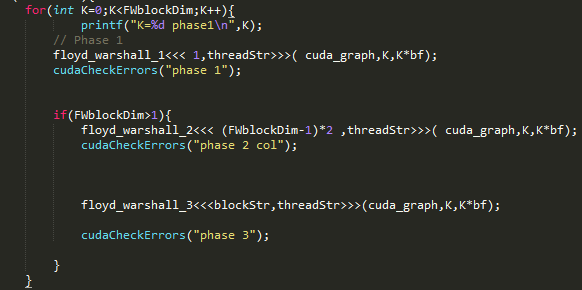 for(int K=0;K<FWblockDim;K++){
printf("K=%d phase1\n",K);
// Phase 1
floyd_warshall_1<<< 1,threadStr>>>( cuda_graph,K,K*bf);
cudaCheckErrors("phase 1");
if(FWblockDim>1){
floyd_warshall_2<<< (FWblockDim-1)*2 ,threadStr>>>( cuda_graph,K,K*bf);
cudaCheckErrors("phase 2 col");
floyd_warshall_3<<<blockStr,threadStr>>>(cuda_graph,K,K*bf);
cudaCheckErrors("phase 3");
}
}